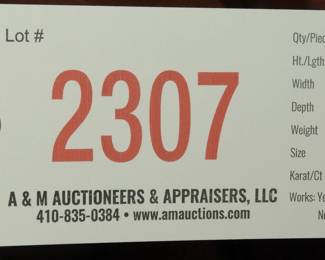 Lot #
2307
A & M AUCTIONEERS & APPRAISERS, LLC
410-835-0384 • www.amauctions.com
Qty/Piec
Ht./Lgth
Width
Depth
Weight
Size
Karat/Ct
Works: Ye